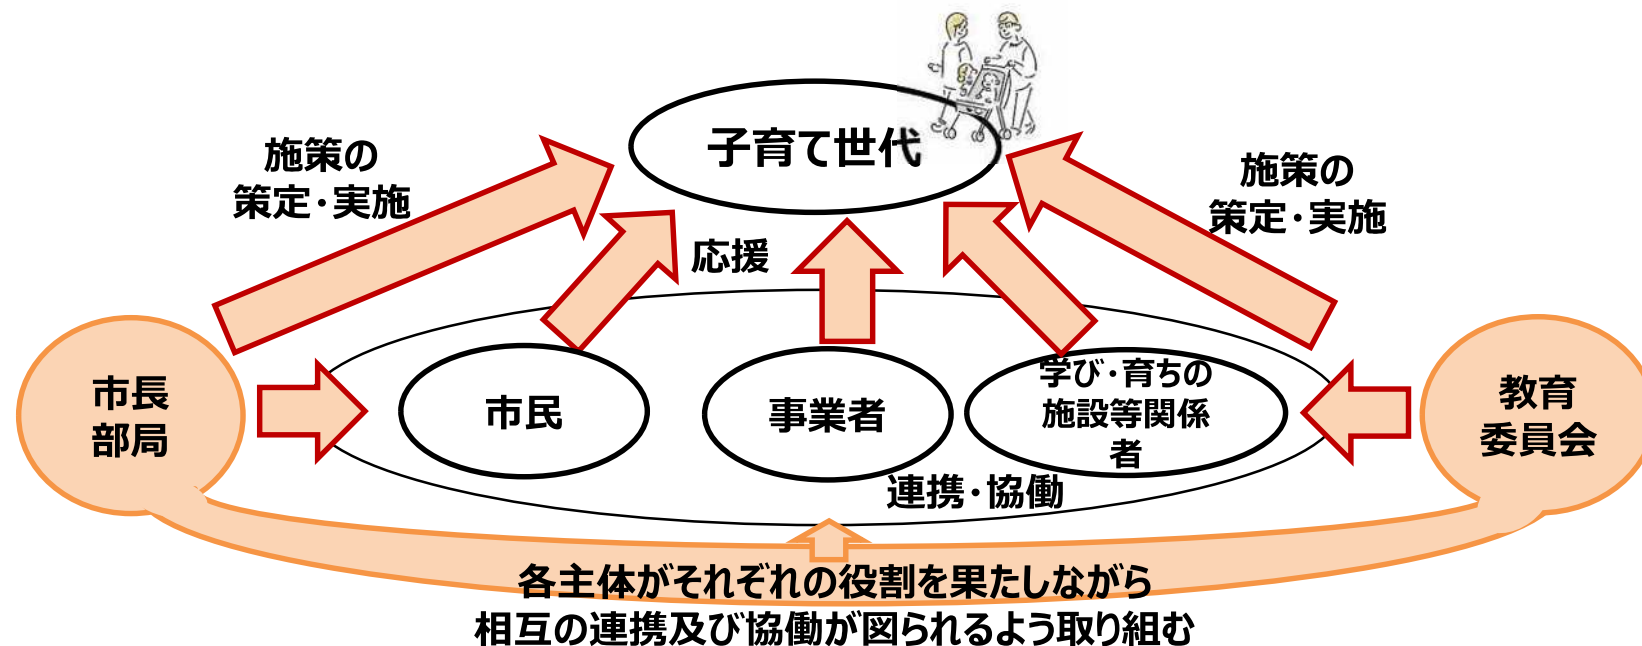 子育て世代
施策の
策定・実施
施策の
策定・実施
応援
市長
部局
市民
事業者
学び・育ちの
施設等関係
者
教育
委員会
連携・協働
各主体がそれぞれの役割を果たしながら
相互の連携及び協働が図られるよう取り組む